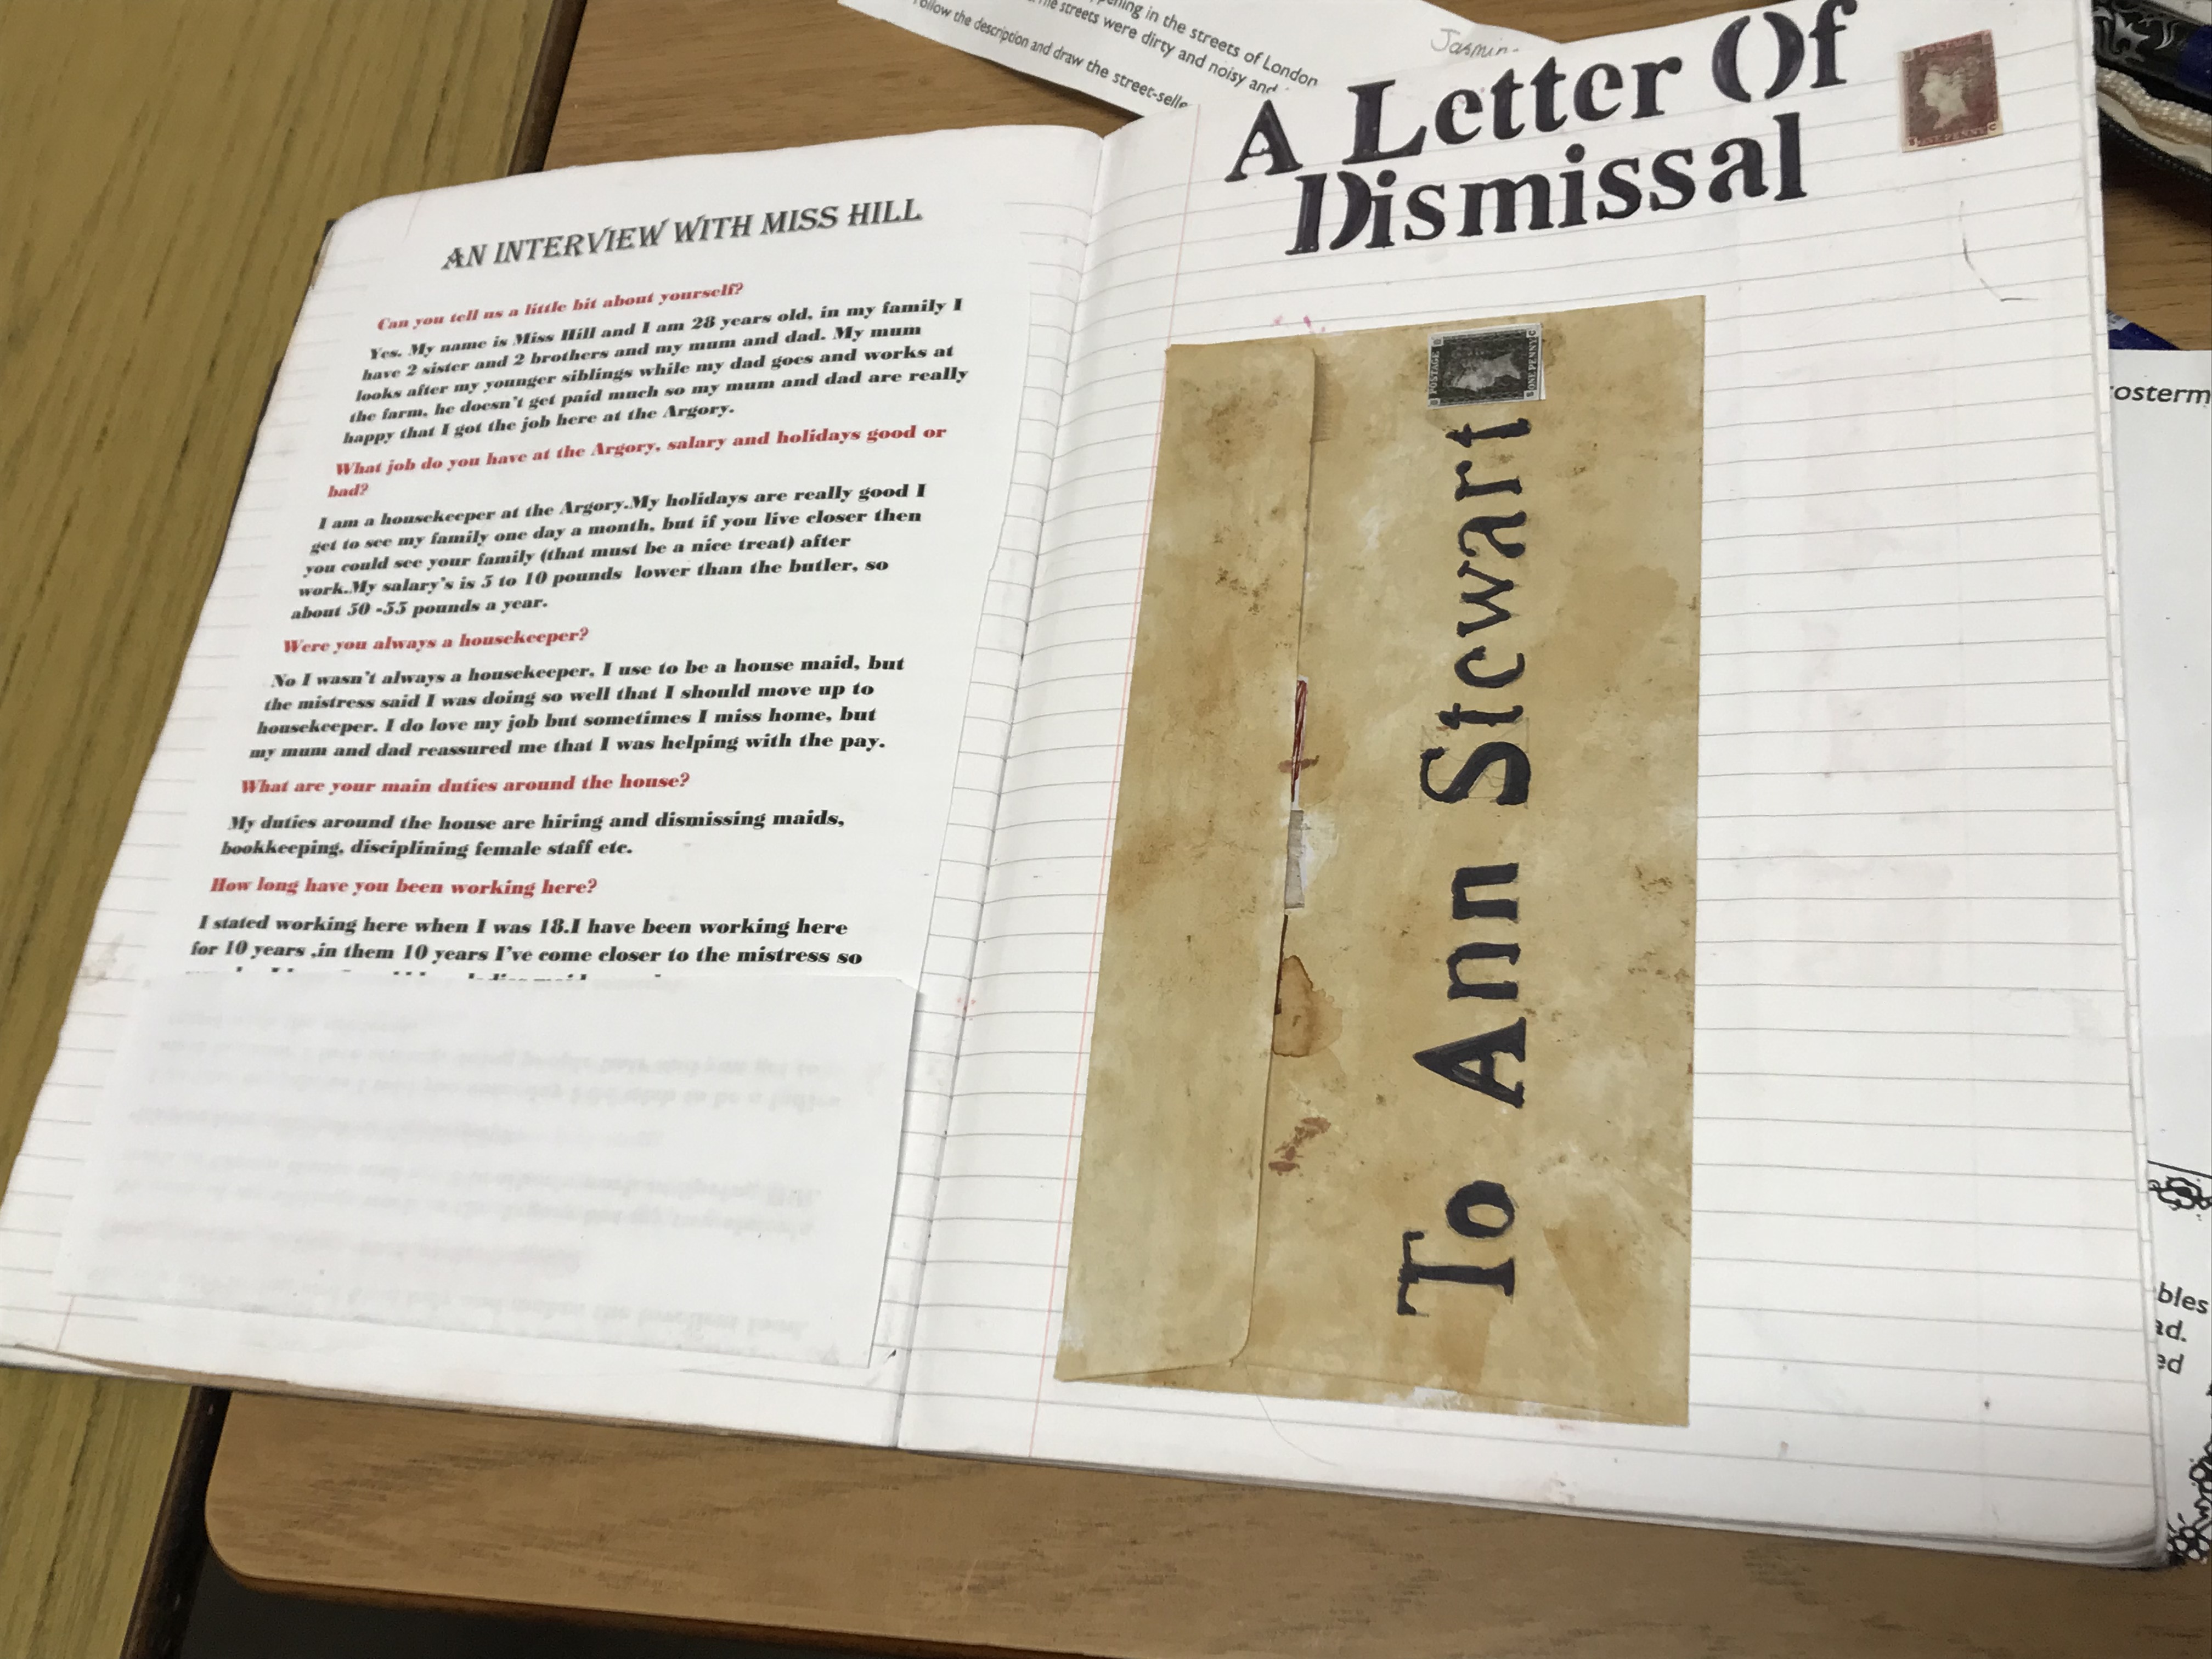 AN INTERVIEW WITH MISS HILL
Can you tell us a little bit about yourself?
Yes. My name is Miss Hill and I am 28 years old, in my family I
have 2 sister and 2 brothers and my mum and dad. My mum
looks after my younger siblings while my dad goes and works at
the farm, he doesn't get paid much so my mum and dad are really
happy that I got the job here at the Argory.
What job do you have at the Argory, salary and holidays good or
bad?
I am a housekeeper at the Argory.My holidays are really good I
get to see my family one day a month, but if you live closer then
you could see your family (that must be a nice treat) after
work.My salary's is 5 to 10 pounds lower than the butler, so
about 50 -55 pounds a year.
Were you always a housekeeper?
No I wasn't always a housekeeper, I use to be a house maid, but
the mistress said I was doing so well that I should move up to
housekeeper. I do love my job but sometimes I miss home, but
my mum and dad reassured me that I was helping with the pay.
What are your main duties around the house?
My duties around the house are hiring and dismissing maids,
bookkeeping, disciplining female staff etc.
How long have you been working here?
I stated working here when I was 18.I have been working here
for 10 years ,in them 10 years I've come closer to the mistress so
A Letter Of
Dismissal
POSTAGE
ONE PENNY
To Ann Stewart
POSTAGE
ONE PENNY
Jasmin
in the streets of London
streets were dirty and noisy and
follow the description and draw the street-selle
osterm
bles
ad.
ed